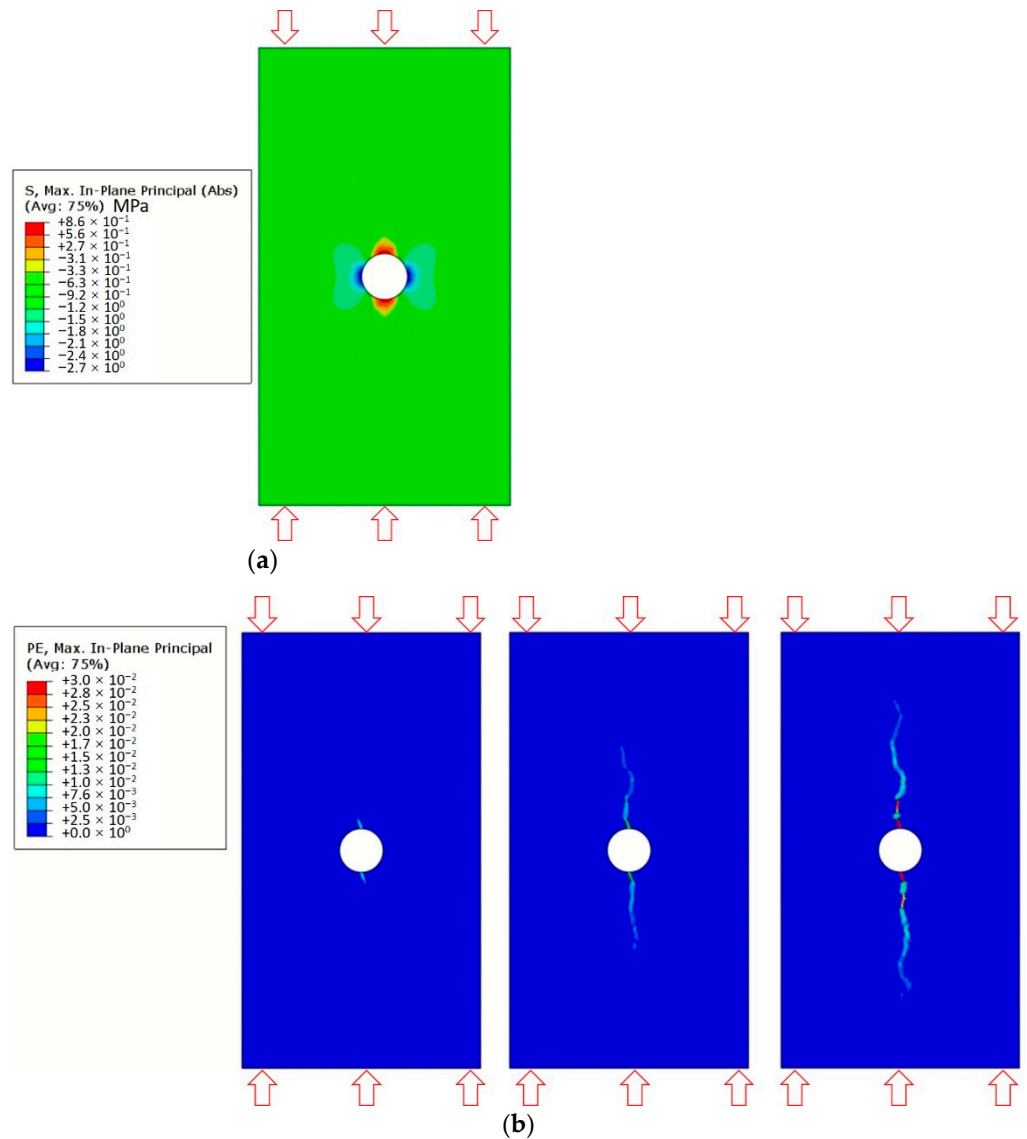 S, Max. In-Plane Principal (Abs)
(Avg: 75%) MPa
+8.6 × 10⁻¹
+5.6 × 10⁻¹
+2.7 × 10⁻¹
−3.1 × 10⁻¹
−3.3 × 10⁻¹
−6.3 × 10⁻¹
−9.2 × 10⁻¹
−1.2 × 10⁰
−1.5 × 10⁰
−1.8 × 10⁰
−2.1 × 10⁰
−2.4 × 10⁰
−2.7 × 10⁰
(a)
PE, Max. In-Plane Principal
(Avg: 75%)
+3.0 × 10⁻²
+2.8 × 10⁻²
+2.5 × 10⁻²
+2.3 × 10⁻²
+2.0 × 10⁻²
+1.7 × 10⁻²
+1.5 × 10⁻²
+1.3 × 10⁻²
+1.0 × 10⁻²
+7.6 × 10⁻³
+5.0 × 10⁻³
+2.5 × 10⁻³
+0.0 × 10⁰
(b)